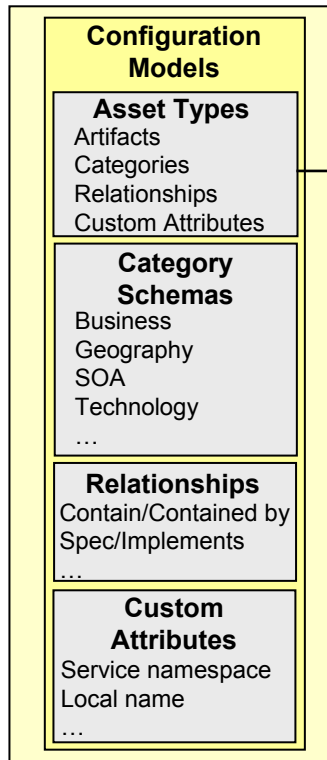 Configuration
Models
Asset Types
Artifacts
Categories
Relationships
Custom Attributes
Category
Schemas
Business
Geography
SOA
Technology
…
Relationships
Contain/Contained by
Spec/Implements
…
Custom
Attributes
Service namespace
Local name
…